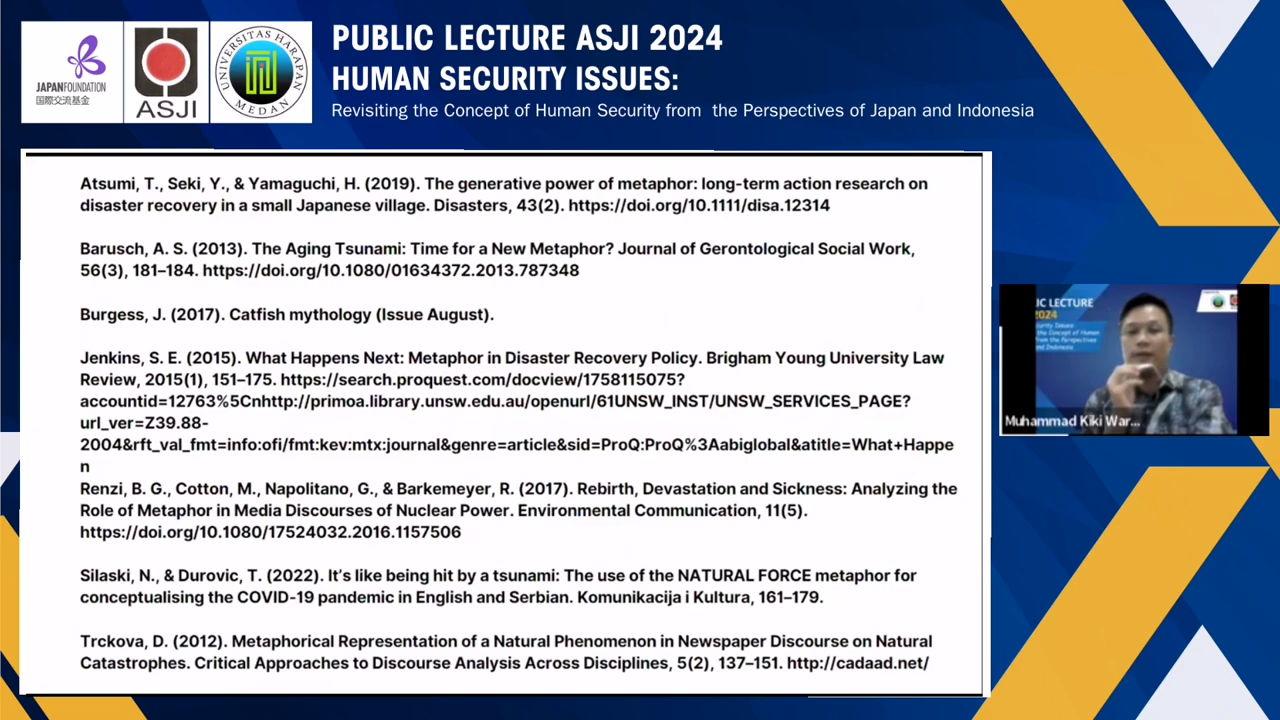 PUBLIC LECTURE ASJI 2024
HUMAN SECURITY ISSUES:
Revisiting the Concept of Human Security from the Perspectives of Japan and Indonesia
JAPANFOUNDATION
国際交流基金
ASJI
UNIVERSITAS HARAPAN
MEDAN
Atsumi, T., Seki, Y., & Yamaguchi, H. (2019). The generative power of metaphor: long-term action research on
disaster recovery in a small Japanese village. Disasters, 43(2). https://doi.org/10.1111/disa.12314
Barusch, A. S. (2013). The Aging Tsunami: Time for a New Metaphor? Journal of Gerontological Social Work,
56(3), 181–184. https://doi.org/10.1080/01634372.2013.787348
Burgess, J. (2017). Catfish mythology (Issue August).
Jenkins, S. E. (2015). What Happens Next: Metaphor in Disaster Recovery Policy. Brigham Young University Law
Review, 2015(1), 151–175. https://search.proquest.com/docview/1758115075?
accountid=12763%5Cnhttp://primoa.library.unsw.edu.au/openurl/61UNSW_INST/UNSW_SERVICES_PAGE?
url_ver=Z39.88-
2004&rft_val_fmt=info:ofi/fmt:kev:mtx:journal&genre=article&sid=ProQ:ProQ%3Aabiglobal&atitle=What+Happe
n
Renzi, B. G., Cotton, M., Napolitano, G., & Barkemeyer, R. (2017). Rebirth, Devastation and Sickness: Analyzing the
Role of Metaphor in Media Discourses of Nuclear Power. Environmental Communication, 11(5).
https://doi.org/10.1080/17524032.2016.1157506
Silaski, N., & Durovic, T. (2022). It's like being hit by a tsunami: The use of the NATURAL FORCE metaphor for
conceptualising the COVID-19 pandemic in English and Serbian. Komunikacija i Kultura, 161–179.
Trckova, D. (2012). Metaphorical Representation of a Natural Phenomenon in Newspaper Discourse on Natural
Catastrophes. Critical Approaches to Discourse Analysis Across Disciplines, 5(2), 137–151. http://cadaad.net/
IC LECTURE
2024
urity Issues:
the Concept of Human
from the Perspectives
nd Indonesia
Muhammad Kiki War...